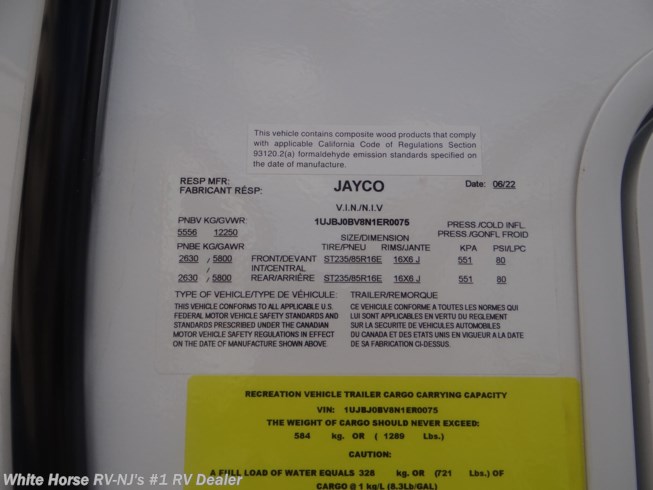 This vehicle contains composite wood products that comply
with applicable California Code of Regulations Section
93120.2(a) formaldehyde emission standards specified on
the date of manufacture.
RESP MFR:
FABRICANT RÉSP:
JAYCO
Date: 06/22
V.I.N./N.I.V
PNBV KG/GVWR: 1UJBJ0BV8N1ER0075 PRESS./COLD INFL.
5556 12250 SIZE/DIMENSION PRESS./GONFL FROID
PNBE KG/GAWR TIRE/PNEU RIMS/JANTE KPA PSI/LPC
2630 / 5800 FRONT/DEVANT ST235/85R16E 16X6 J 551 80
INT/CENTRAL
2630 / 5800 REAR/ARRIÈRE ST235/85R16E 16X6 J 551 80
TYPE OF VEHICLE/TYPE DE VÉHICULE: TRAILER/REMORQUE
THIS VEHICLE CONFORMS TO ALL APPLICABLE U.S.
FEDERAL MOTOR VEHICLE SAFETY STANDARDS AND
STANDARDS PRESCRIBED UNDER THE CANADIAN
MOTOR VEHICLE SAFETY REGULATIONS IN EFFECT
ON THE DATE OF MANUFACTURE SHOWN ABOVE.
CE VEHICULE CONFORME A TOUTES LES NORMES QUI
LUI SONT APPLICABLES EN VERTU DU REGLEMENT
SUR LA SECURITE DE VEHICULES AUTOMOBILES
DU CANADA ET DES ETATS UNIS EN VIGUEUR A LA DATE
DE SA FABRICATION CI-DESSUS.
RECREATION VEHICLE TRAILER CARGO CARRYING CAPACITY
VIN: 1UJBJ0BV8N1ER0075
THE WEIGHT OF CARGO SHOULD NEVER EXCEED:
584 kg. OR ( 1289 Lbs.)
CAUTION:
A FULL LOAD OF WATER EQUALS 328 kg. OR (721 Lbs.) OF
CARGO @ 1 kg/L (8.3Lb/GAL)
White Horse RV-NJ's #1 RV Dealer